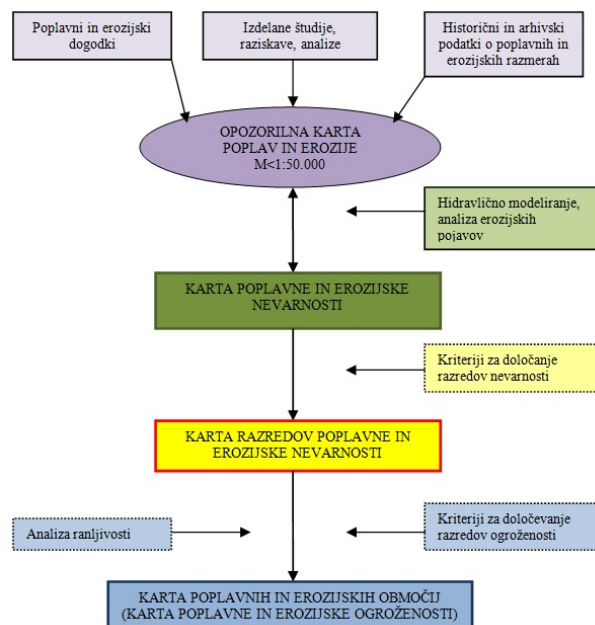 Poplavni in erozijski
dogodki
Izdelane študije,
raziskave, analize
Historični in arhivski
podatki o poplavnih in
erozijskih razmerah
OPOZORILNA KARTA
POPLAV IN EROZIJE
M<1:50.000
Hidravlično modeliranje,
analiza erozijskih
pojavov
KARTA POPLAVNE IN EROZIJSKE
NEVARNOSTI
Kriteriji za določanje
razredov nevarnosti
KARTA RAZREDOV POPLAVNE IN
EROZIJSKE NEVARNOSTI
Analiza ranljivosti
Kriteriji za določevanje
razredov ogroženosti
KARTA POPLAVNIH IN EROZIJSKIH OBMOČIJ
(KARTA POPLAVNE IN EROZIJSKE OGROŽENOSTI)